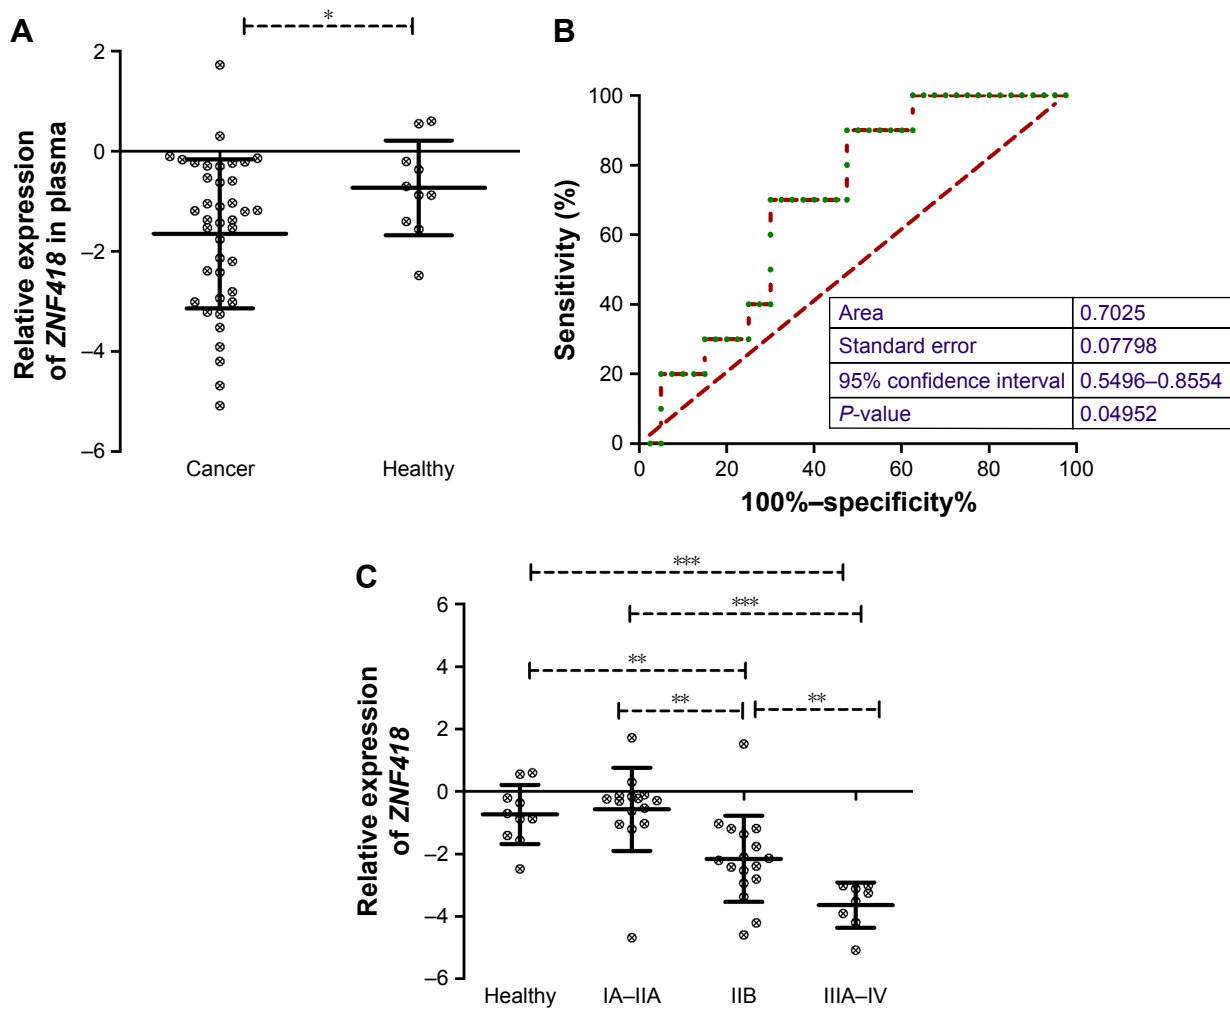 A
*
2
0
–2
–4
–6
Relative expression
of ZNF418 in plasma
Cancer
Healthy
B
100
80
60
40
20
0
Sensitivity (%)
0
20
40
60
80
100
100%–specificity%
Area
0.7025
Standard error
0.07798
95% confidence interval
0.5496–0.8554
P-value
0.04952
C
***
***
**
**
**
6
4
2
0
–2
–4
–6
Relative expression
of ZNF418
Healthy
IA–IIA
IIB
IIIA–IV